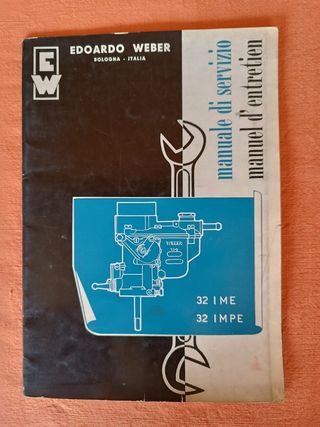 EW
EDOARDO WEBER
BOLOGNA - ITALIA
manuale di servizio
manuel d'entretien
WEBER
32 IME
32 IMPE